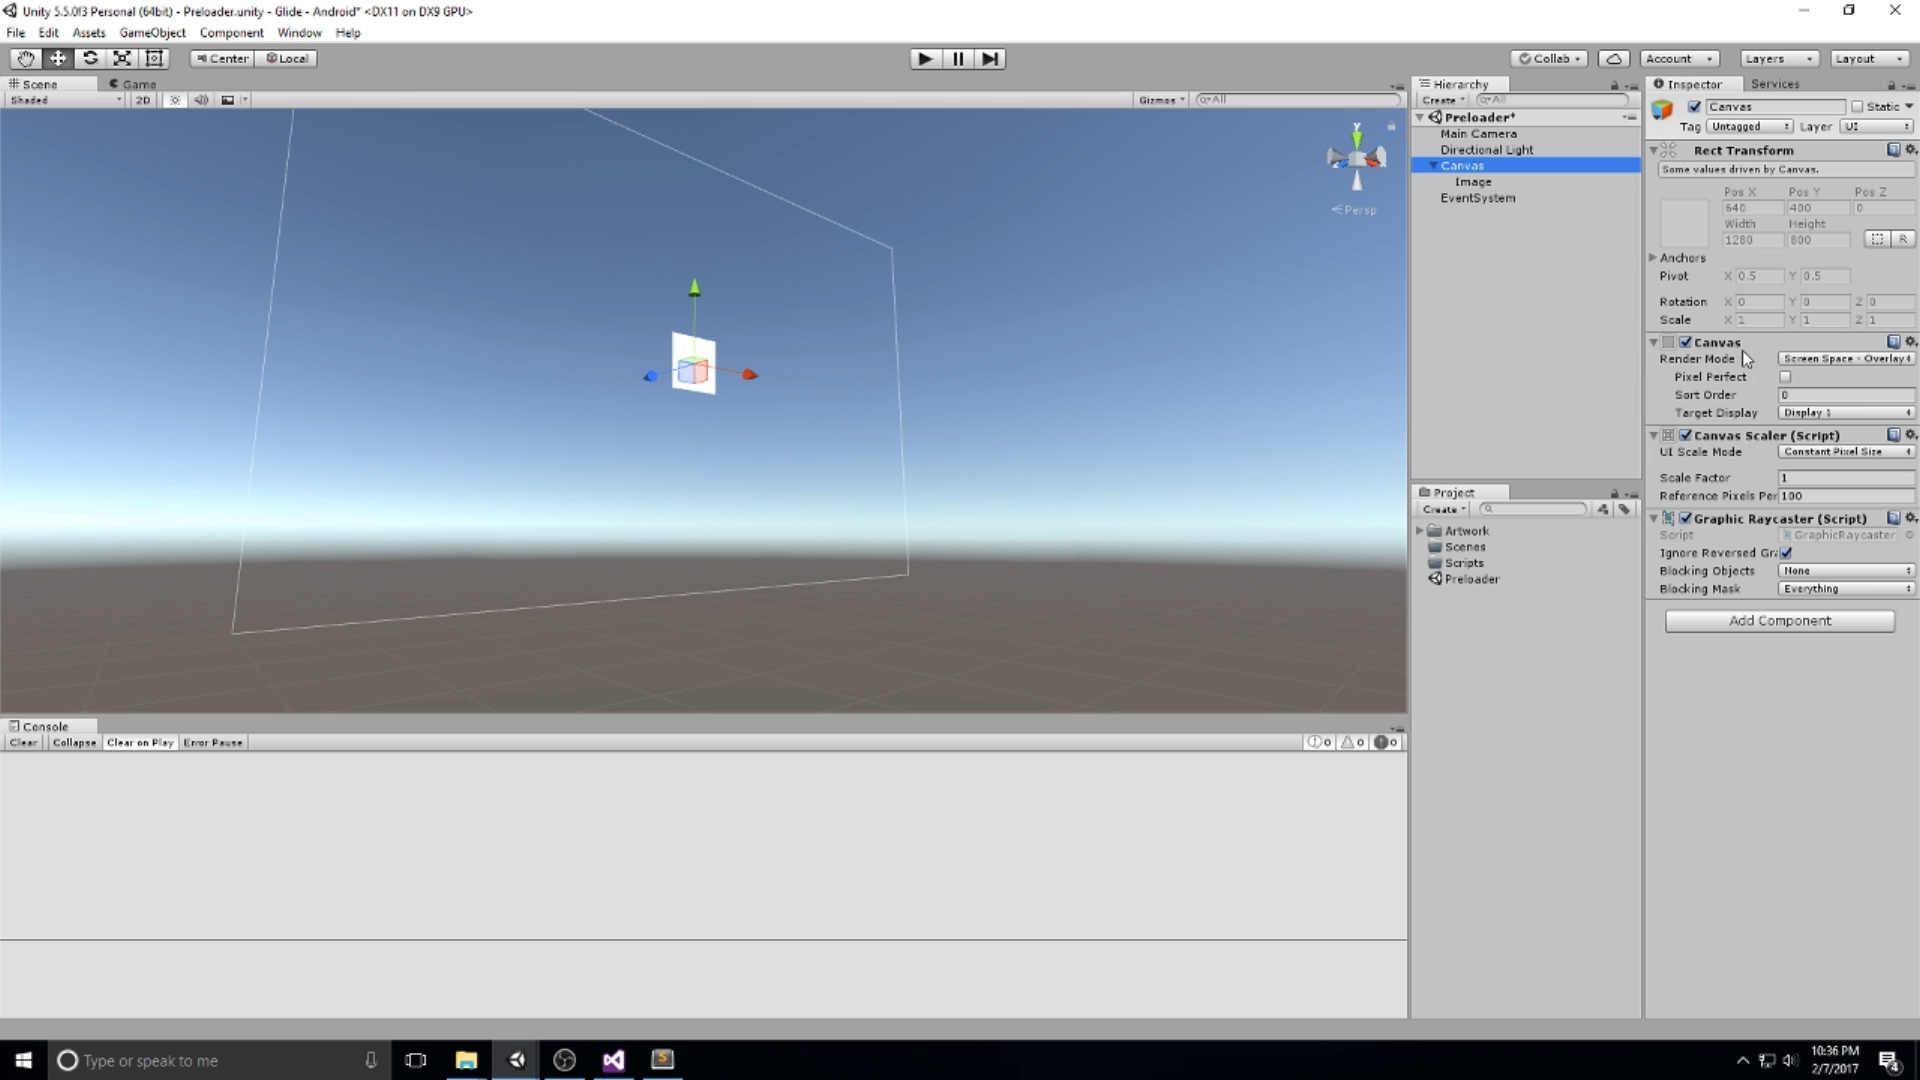 Unity 5.5.0f3 Personal (64bit) - Preloader.unity - Glide - Android* <DX11 on DX9 GPU>
File Edit Assets GameObject Component Window Help
Center Local Collab Account Layers Layout
Scene Game
Shaded 2D Gizmos All
y
Persp
Hierarchy
Create All
Preloader*
Main Camera
Directional Light
Canvas
Image
EventSystem
Project
Create
Artwork
Scenes
Scripts
Preloader
Inspector Services
Canvas Static
Tag Untagged Layer UI
Rect Transform
Some values driven by Canvas.
Pos X Pos Y Pos Z
640 400 0
Width Height
1280 800 R
Anchors
Pivot X 0.5 Y 0.5
Rotation X 0 Y 0 Z 0
Scale X 1 Y 1 Z 1
Canvas
Render Mode Screen Space - Overlay
Pixel Perfect
Sort Order 0
Target Display Display 1
Canvas Scaler (Script)
UI Scale Mode Constant Pixel Size
Scale Factor 1
Reference Pixels Per 100
Graphic Raycaster (Script)
Script GraphicRaycaster
Ignore Reversed Gra
Blocking Objects None
Blocking Mask Everything
Add Component
Console
Clear Collapse Clear on Play Error Pause 0 0 0
Type or speak to me
10:36 PM
2/7/2017
4